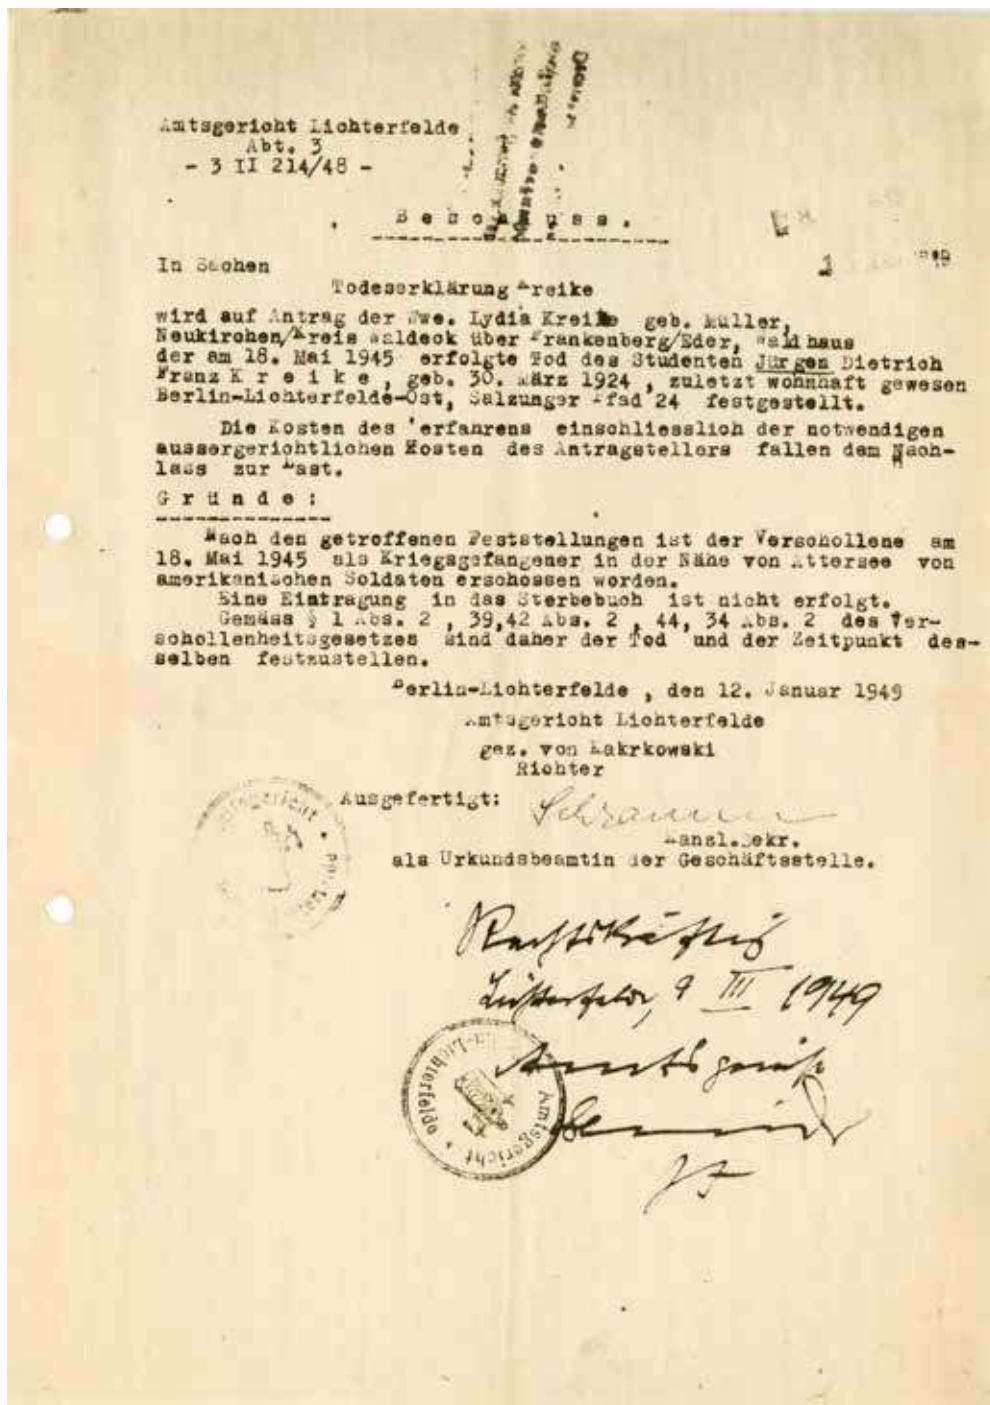 Amtsgericht Lichterfelde
Abt. 3
- 3 II 214/48 -
B e s c h l u s s .
In Sachen
Todeserklärung Kreike
wird auf Antrag der Wwe. Lydia Kreike geb. Müller,
Neukirchen/Kreis Waldeck über Frankenberg/Eder, Waldhaus
der am 18. Mai 1945 erfolgte Tod des Studenten Jürgen Dietrich
Franz K r e i k e , geb. 30. März 1924 , zuletzt wohnhaft gewesen
Berlin-Lichterfelde-Ost, Salzunger Pfad 24 festgestellt.
Die Kosten des Verfahrens einschliesslich der notwendigen
aussergerichtlichen Kosten des Antragstellers fallen dem Nach-
lass zur Last.
G r ü n d e :
Nach den getroffenen Feststellungen ist der Verschollene am
18. Mai 1945 als Kriegsgefangener in der Nähe von Attersee von
amerikanischen Soldaten erschossen worden.
Eine Eintragung in das Sterbebuch ist nicht erfolgt.
Gemäss § 1 Abs. 2 , 39,42 Abs. 2 , 44, 34 Abs. 2 des Ver-
schollenheitsgesetzes sind daher der Tod und der Zeitpunkt des-
selben festzustellen.
Berlin-Lichterfelde , den 12. Januar 1949
Amtsgericht Lichterfelde
gez. von Kakrkowski
Richter
Ausgefertigt: Schramm
Kanzl.Sekr.
als Urkundsbeamtin der Geschäftsstelle.
Rechtskräftig
Lichterfelde, 9 III 1949
Amtsgericht
Amtsgericht Lichterfelde